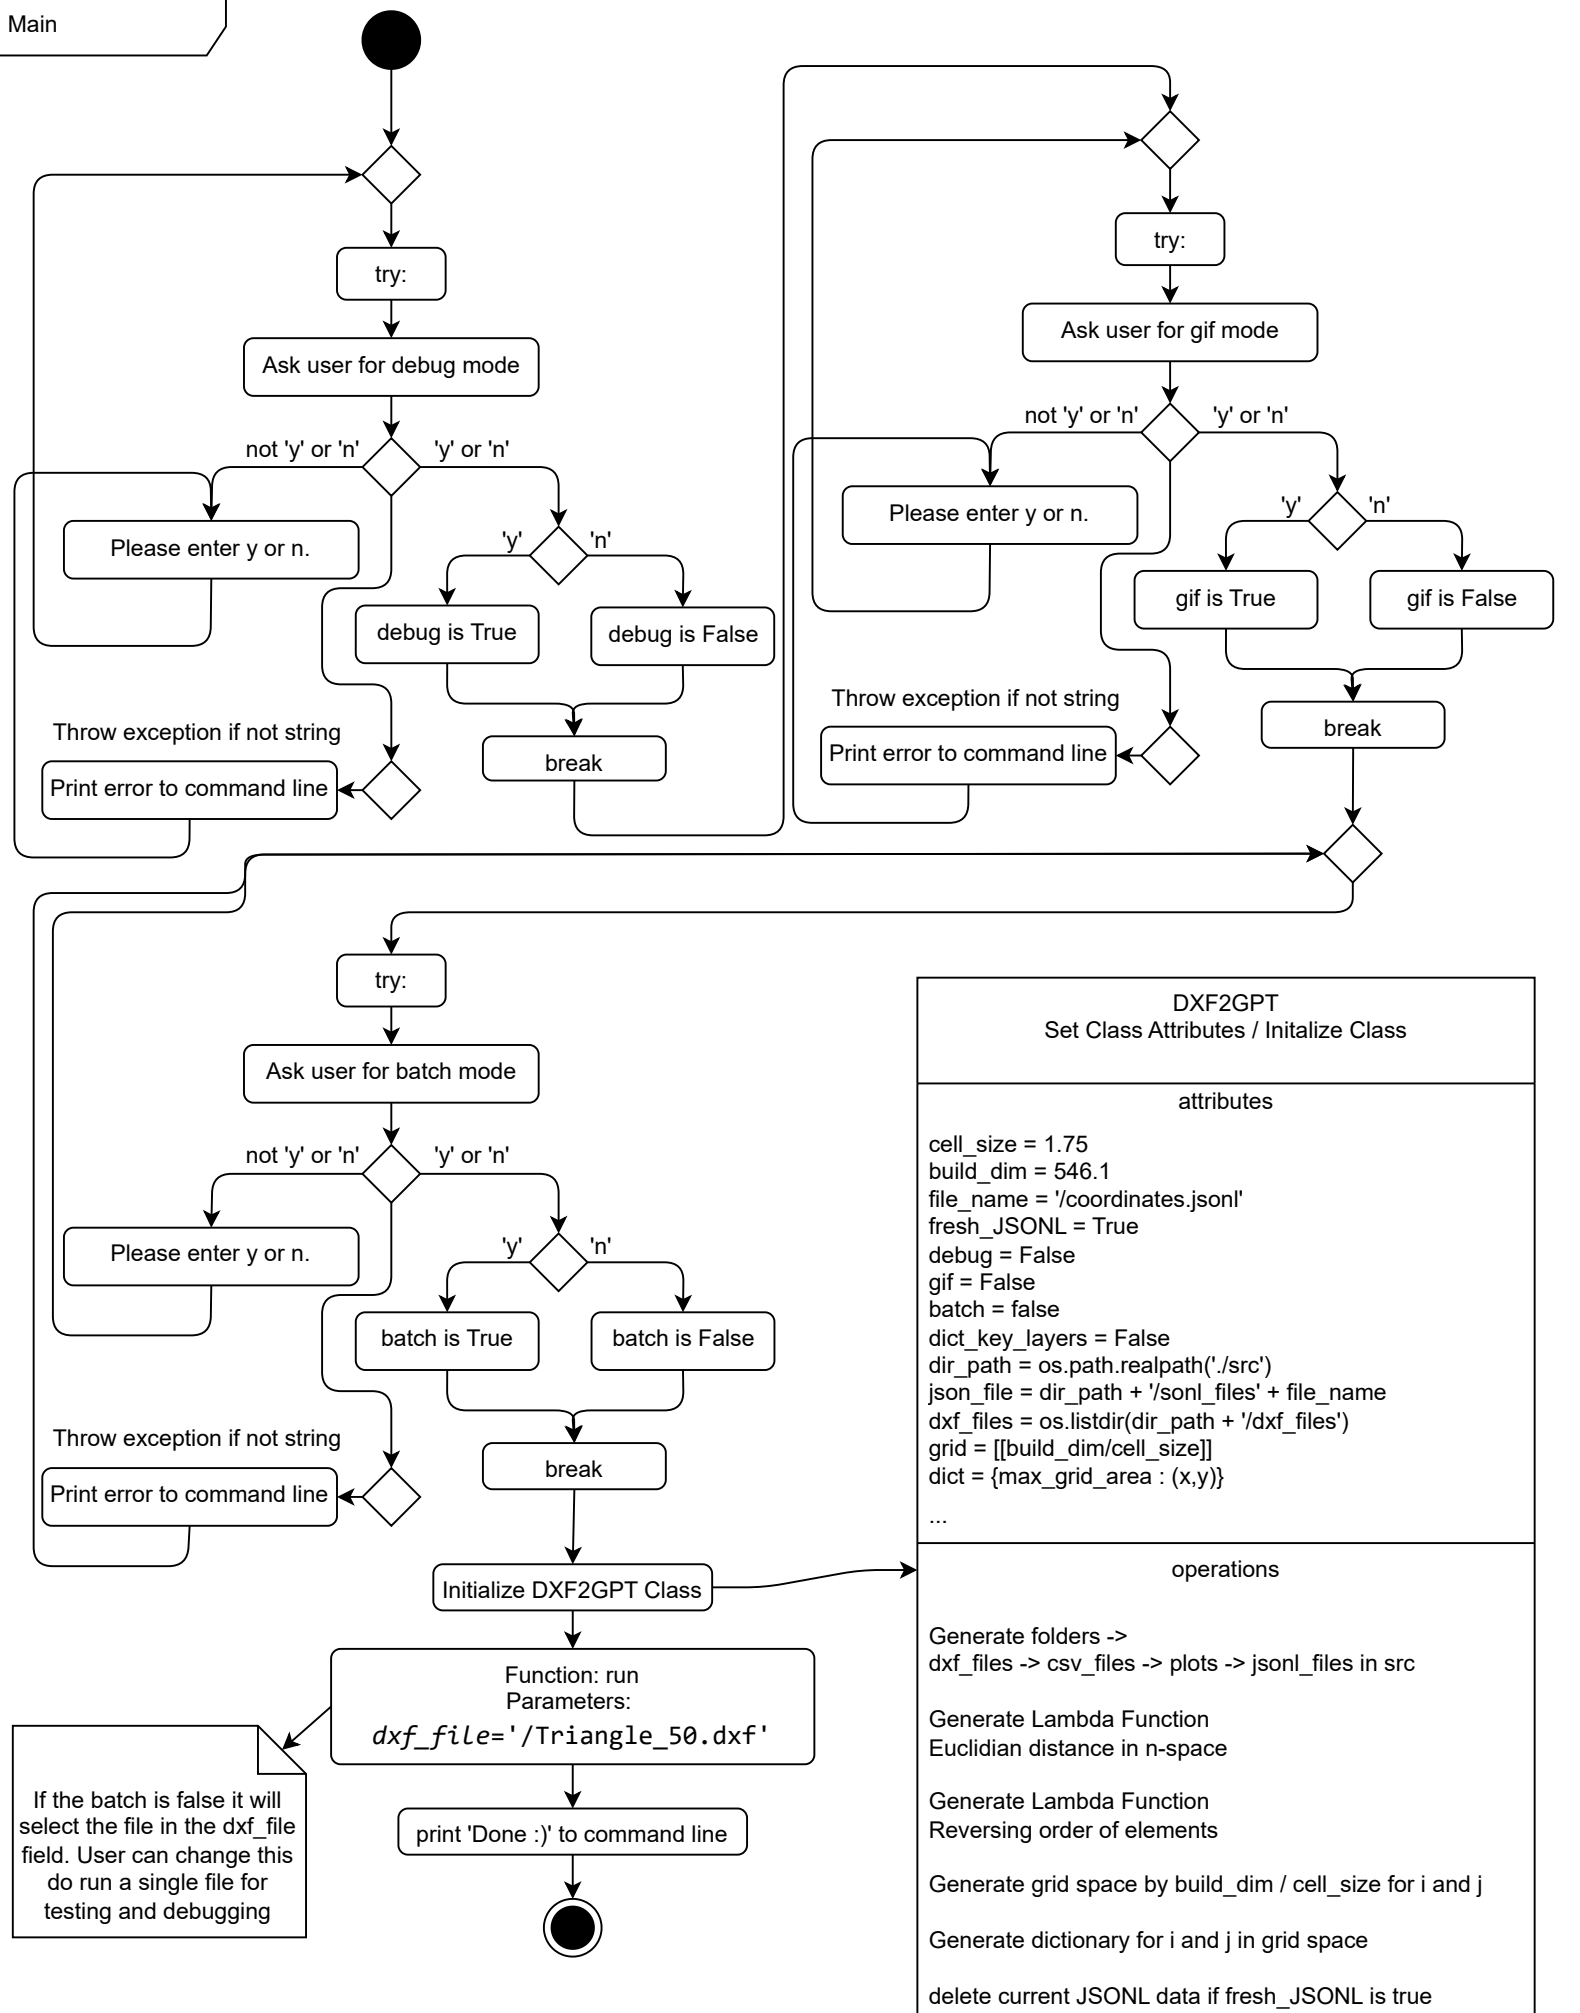 Main
try:
Ask user for debug mode
not 'y' or 'n'
'y' or 'n'
Please enter y or n.
'y'
'n'
debug is True
debug is False
Throw exception if not string
Print error to command line
break
try:
Ask user for gif mode
not 'y' or 'n'
'y' or 'n'
Please enter y or n.
'y'
'n'
gif is True
gif is False
Throw exception if not string
Print error to command line
break
try:
Ask user for batch mode
not 'y' or 'n'
'y' or 'n'
Please enter y or n.
'y'
'n'
batch is True
batch is False
Throw exception if not string
Print error to command line
break
Initialize DXF2GPT Class
Function: run
Parameters:
dxf_file='/Triangle_50.dxf'
If the batch is false it will
select the file in the dxf_file
field. User can change this
do run a single file for
testing and debugging
print 'Done :)' to command line
DXF2GPT
Set Class Attributes / Initalize Class
attributes
cell_size = 1.75
build_dim = 546.1
file_name = '/coordinates.jsonl'
fresh_JSONL = True
debug = False
gif = False
batch = false
dict_key_layers = False
dir_path = os.path.realpath('./src')
json_file = dir_path + '/sonl_files' + file_name
dxf_files = os.listdir(dir_path + '/dxf_files')
grid = [[build_dim/cell_size]]
dict = {max_grid_area : (x,y)}
...
operations
Generate folders ->
dxf_files -> csv_files -> plots -> jsonl_files in src
Generate Lambda Function
Euclidian distance in n-space
Generate Lambda Function
Reversing order of elements
Generate grid space by build_dim / cell_size for i and j
Generate dictionary for i and j in grid space
delete current JSONL data if fresh_JSONL is true